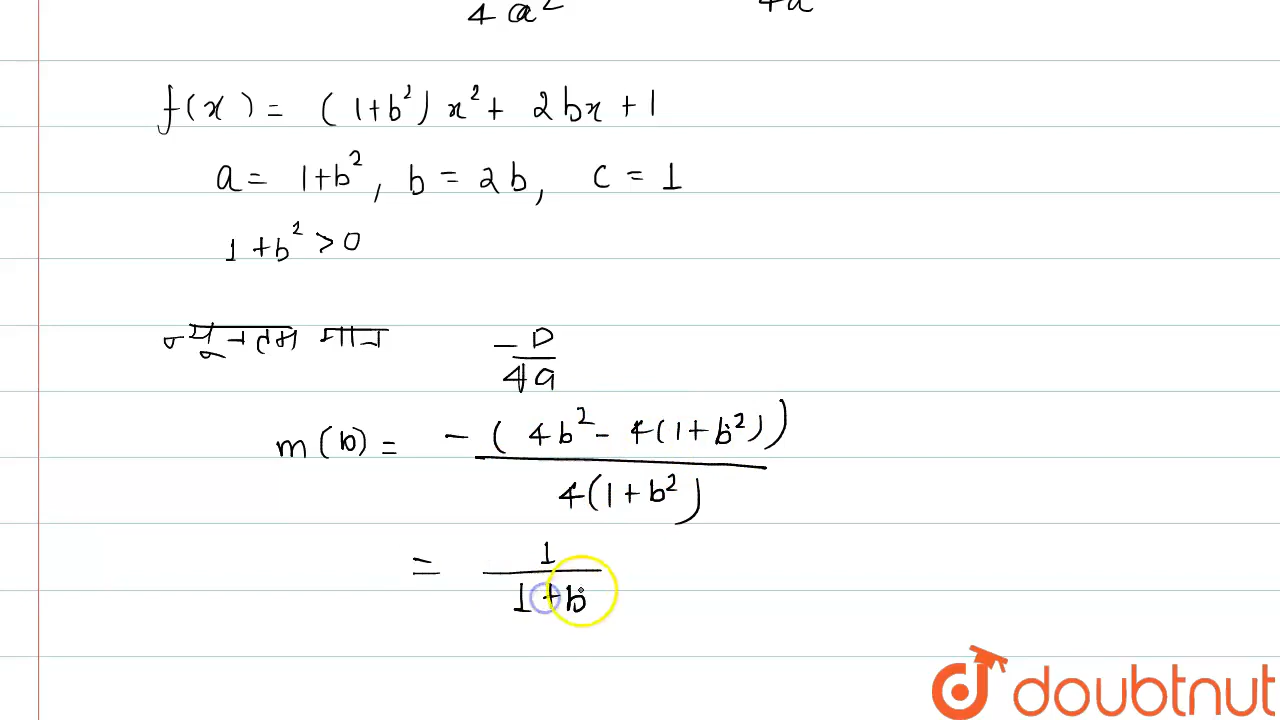 4a² 4a
f(x) = (1+b²) x² + 2bx + 1
a = 1+b², b = 2b, c = 1
1+b² > 0
न्यूनतम मान -D/4a
m(b) = -(4b² - 4(1+b²))/4(1+b²)
= 1/1+b
doubtnut